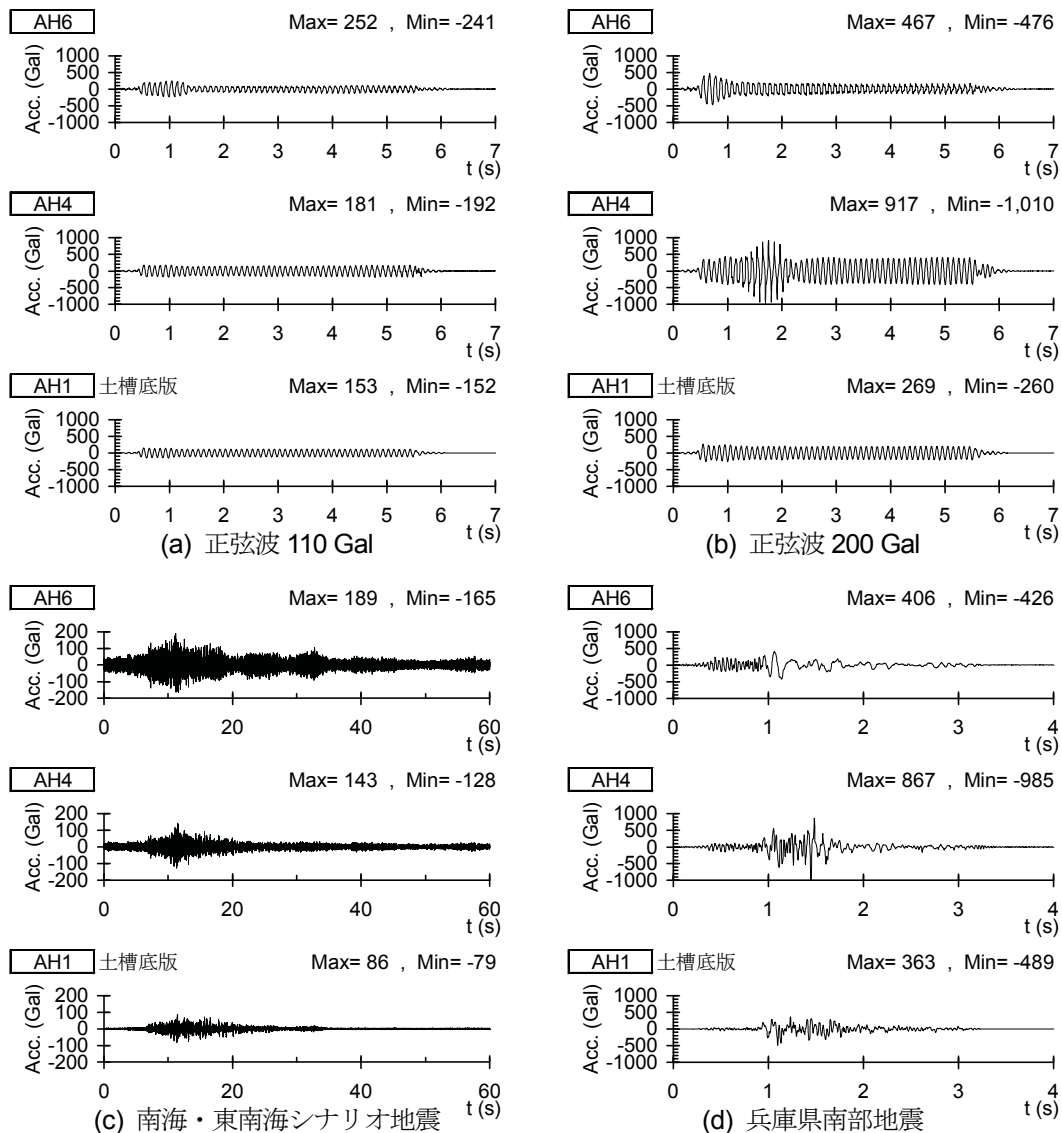 AH6 Max= 252 , Min= -241
Acc. (Gal)
1000
500
0
-500
-1000
0 1 2 3 4 5 6 7
t (s)
AH4 Max= 181 , Min= -192
Acc. (Gal)
1000
500
0
-500
-1000
0 1 2 3 4 5 6 7
t (s)
AH1 土槽底版 Max= 153 , Min= -152
Acc. (Gal)
1000
500
0
-500
-1000
0 1 2 3 4 5 6 7
t (s)
(a) 正弦波 110 Gal
AH6 Max= 467 , Min= -476
Acc. (Gal)
1000
500
0
-500
-1000
0 1 2 3 4 5 6 7
t (s)
AH4 Max= 917 , Min= -1,010
Acc. (Gal)
1000
500
0
-500
-1000
0 1 2 3 4 5 6 7
t (s)
AH1 土槽底版 Max= 269 , Min= -260
Acc. (Gal)
1000
500
0
-500
-1000
0 1 2 3 4 5 6 7
t (s)
(b) 正弦波 200 Gal
AH6 Max= 189 , Min= -165
Acc. (Gal)
200
100
0
-100
-200
0 20 40 60
t (s)
AH4 Max= 143 , Min= -128
Acc. (Gal)
200
100
0
-100
-200
0 20 40 60
t (s)
AH1 土槽底版 Max= 86 , Min= -79
Acc. (Gal)
200
100
0
-100
-200
0 20 40 60
t (s)
(c) 南海・東南海シナリオ地震
AH6 Max= 406 , Min= -426
Acc. (Gal)
1000
500
0
-500
-1000
0 1 2 3 4
t (s)
AH4 Max= 867 , Min= -985
Acc. (Gal)
1000
500
0
-500
-1000
0 1 2 3 4
t (s)
AH1 土槽底版 Max= 363 , Min= -489
Acc. (Gal)
1000
500
0
-500
-1000
0 1 2 3 4
t (s)
(d) 兵庫県南部地震